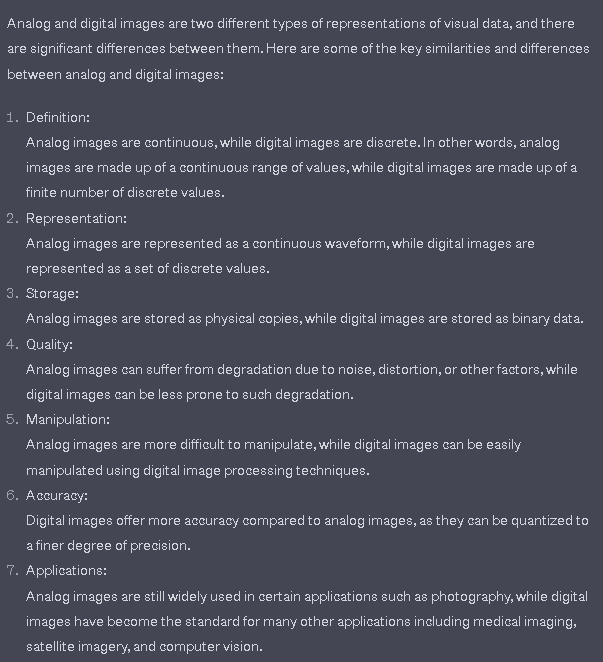 Analog and digital images are two different types of representations of visual data, and there
are significant differences between them. Here are some of the key similarities and differences
between analog and digital images:
1. Definition:
Analog images are continuous, while digital images are discrete. In other words, analog
images are made up of a continuous range of values, while digital images are made up of a
finite number of discrete values.
2. Representation:
Analog images are represented as a continuous waveform, while digital images are
represented as a set of discrete values.
3. Storage:
Analog images are stored as physical copies, while digital images are stored as binary data.
4. Quality:
Analog images can suffer from degradation due to noise, distortion, or other factors, while
digital images can be less prone to such degradation.
5. Manipulation:
Analog images are more difficult to manipulate, while digital images can be easily
manipulated using digital image processing techniques.
6. Accuracy:
Digital images offer more accuracy compared to analog images, as they can be quantized to
a finer degree of precision.
7. Applications:
Analog images are still widely used in certain applications such as photography, while digital
images have become the standard for many other applications including medical imaging,
satellite imagery, and computer vision.